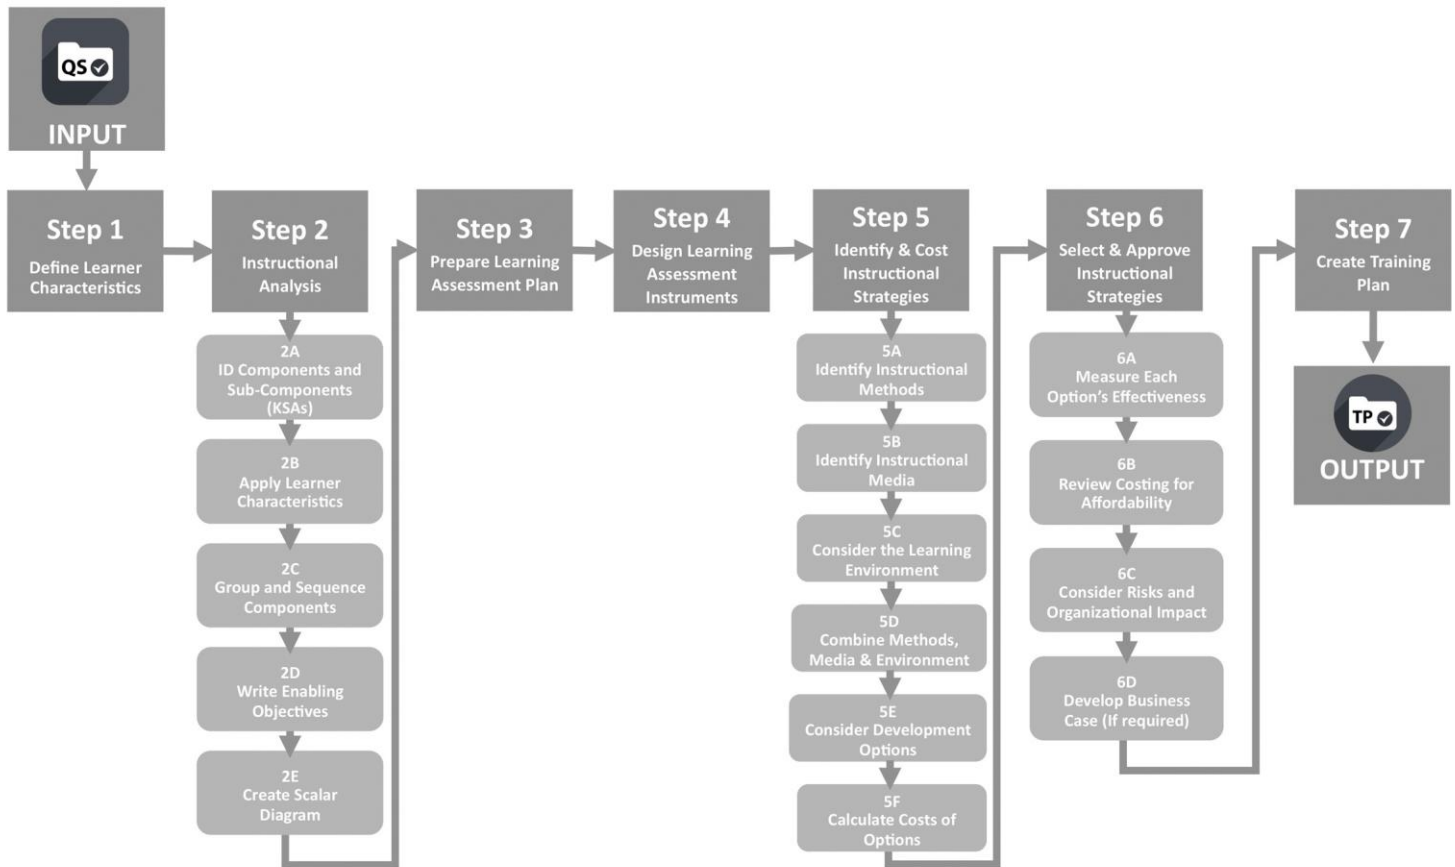 QS
INPUT
Step 1
Define Learner
Characteristics
Step 2
Instructional
Analysis
2A
ID Components and
Sub-Components
(KSAs)
2B
Apply Learner
Characteristics
2C
Group and Sequence
Components
2D
Write Enabling
Objectives
2E
Create Scalar
Diagram
Step 3
Prepare Learning
Assessment Plan
Step 4
Design Learning
Assessment
Instruments
Step 5
Identify & Cost
Instructional
Strategies
5A
Identify Instructional
Methods
5B
Identify Instructional
Media
5C
Consider the Learning
Environment
5D
Combine Methods,
Media & Environment
5E
Consider Development
Options
5F
Calculate Costs of
Options
Step 6
Select & Approve
Instructional
Strategies
6A
Measure Each
Option's Effectiveness
6B
Review Costing for
Affordability
6C
Consider Risks and
Organizational Impact
6D
Develop Business
Case (If required)
Step 7
Create Training
Plan
TP
OUTPUT